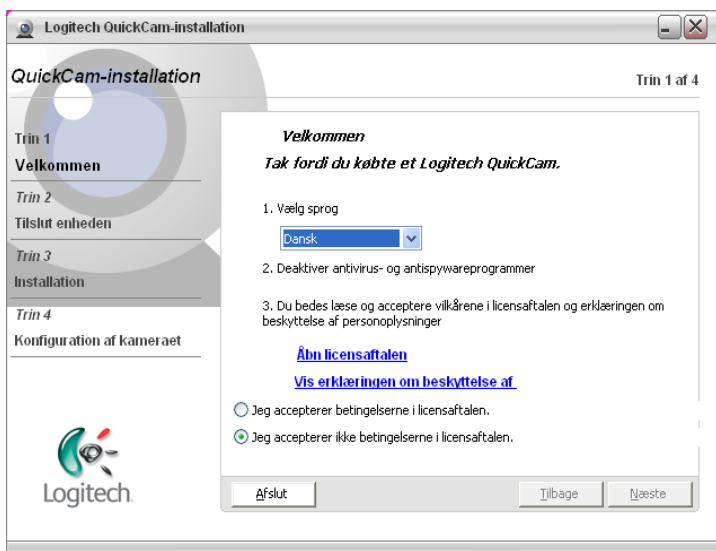 Logitech QuickCam-installation
QuickCam-installation
Trin 1 af 4
Trin 1
Velkommen
Trin 2
Tilslut enheden
Trin 3
Installation
Trin 4
Konfiguration af kameraet
Logitech
Velkommen
Tak fordi du købte et Logitech QuickCam.
1. Vælg sprog
Dansk
2. Deaktiver antivirus- og antispywareprogrammer
3. Du bedes læse og acceptere vilkårene i licensaftalen og erklæringen om
beskyttelse af personoplysninger
Åbn licensaftalen
Vis erklæringen om beskyttelse af
Jeg accepterer betingelserne i licensaftalen.
Jeg accepterer ikke betingelserne i licensaftalen.
Afslut
Tilbage
Næste